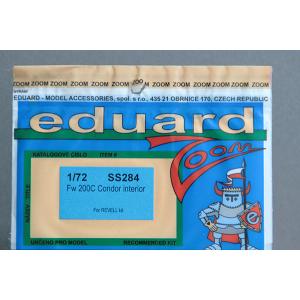 ZOOM ZOOM ZOOM ZOOM ZOOM ZOOM ZOOM ZOOM ZOOM ZOOM
EDUARD - MODEL ACCESSORIES, spol. s r.o., 435 21 OBRNICE 170, CZECH REPUBLIC
eduard
Zoom
KATALOGOVÉ ČÍSLO ITEM #
1/72 SS284
Fw 200C Condor interior
For REVELL kit
NÁZEV TITLE
URČENO PRO MODEL RECOMMENDED KIT